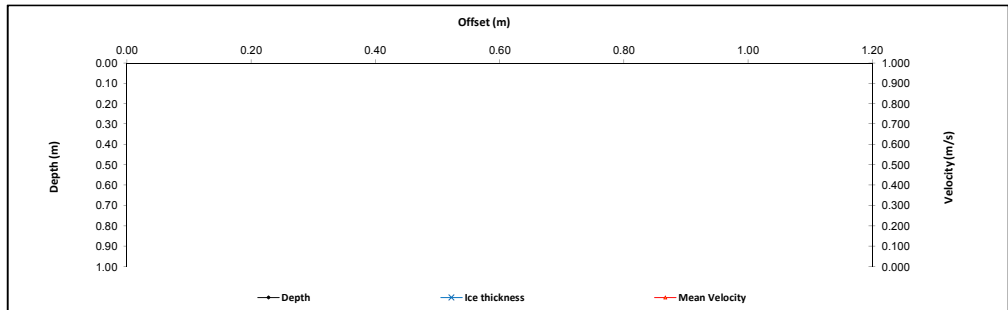 Offset (m)
0.00 0.20 0.40 0.60 0.80 1.00 1.20
0.00 1.000
0.10 0.900
0.20 0.800
0.30 0.700
0.40 0.600
0.50 0.500
0.60 0.400
0.70 0.300
0.80 0.200
0.90 0.100
1.00 0.000
Depth (m)
Velocity (m/s)
Depth Ice thickness Mean Velocity